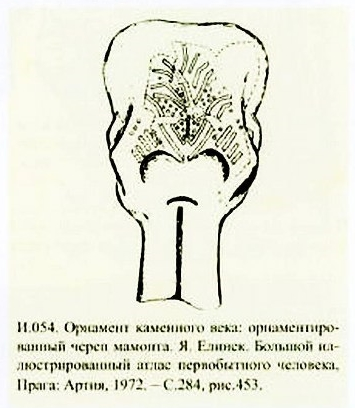 И.054. Орнамент каменного века: орнаментиро-
ванный череп мамонта. Я. Елинек. Большой ил-
люстрированный атлас первобытного человека,
Прага: Артия, 1972. – С.284, рис.453.